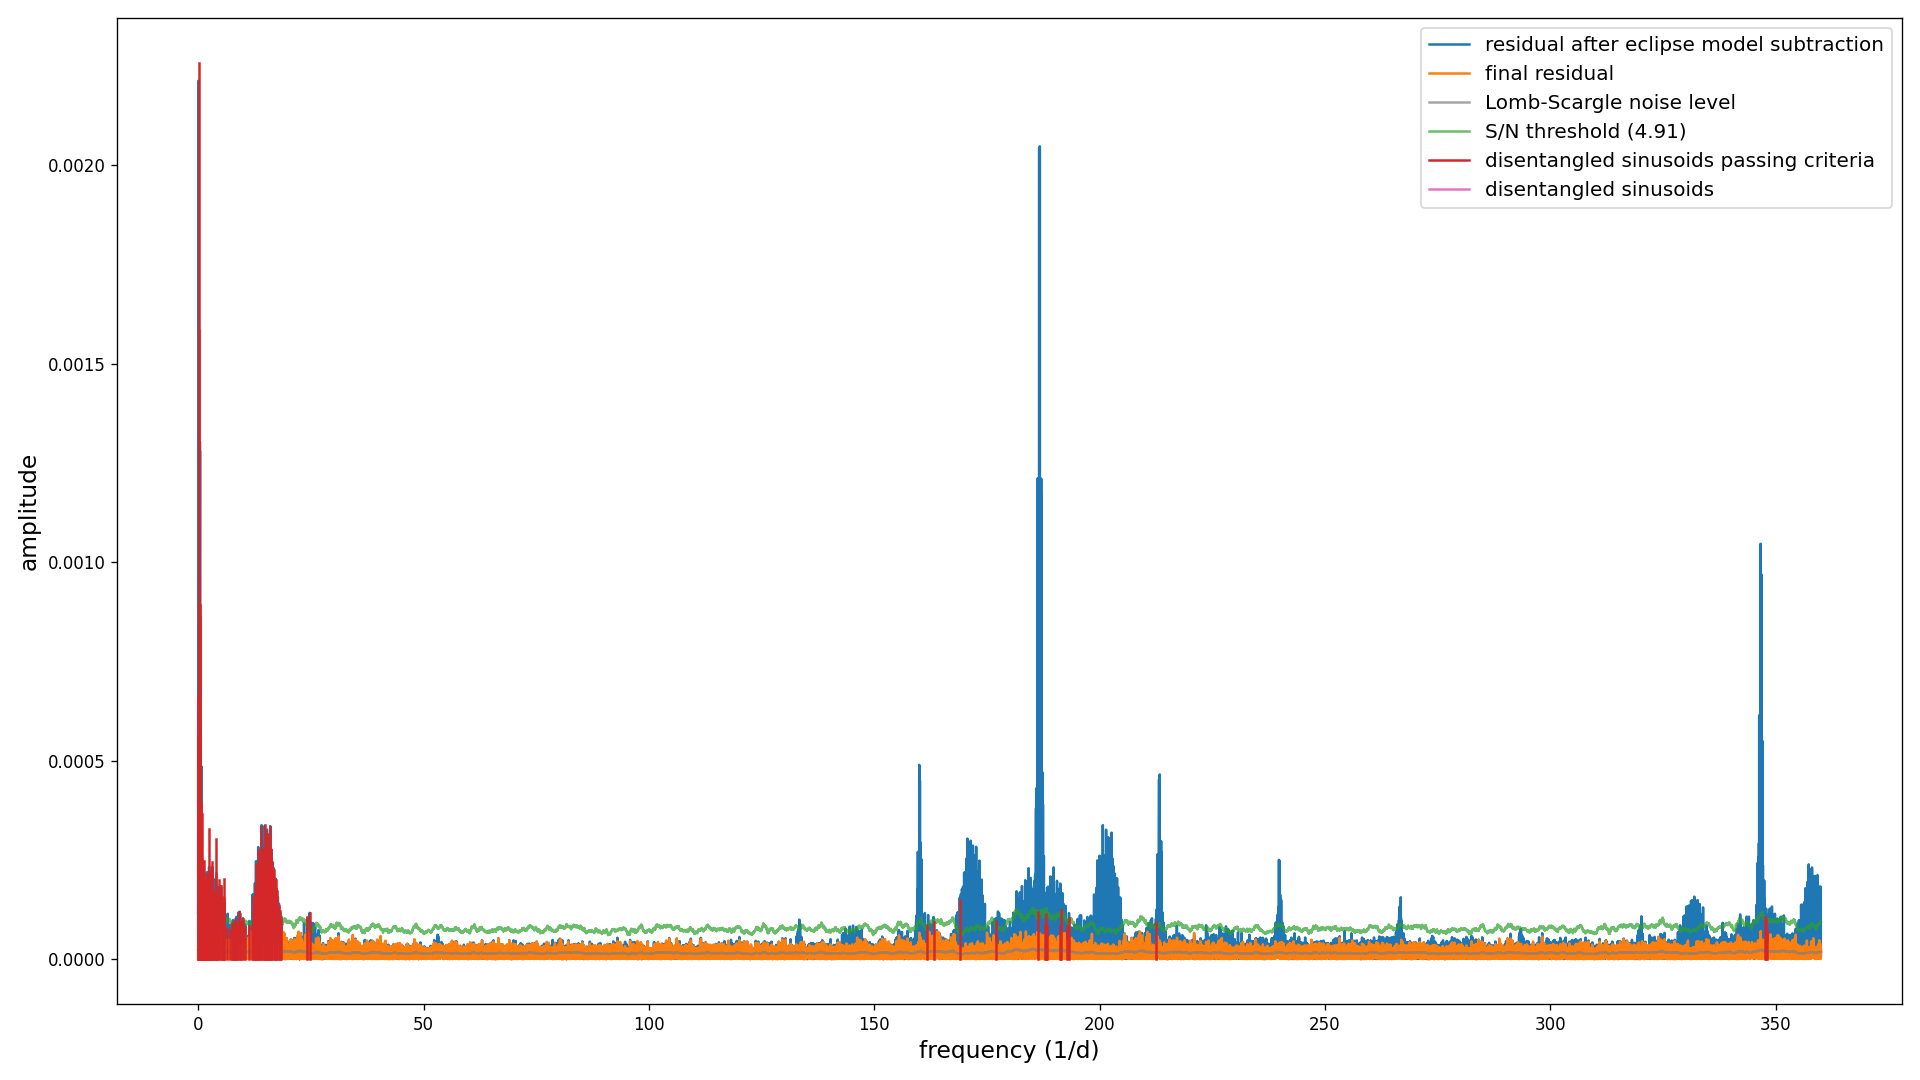 residual after eclipse model subtraction
final residual
Lomb-Scargle noise level
S/N threshold (4.91)
disentangled sinusoids passing criteria
disentangled sinusoids
amplitude
0.0020
0.0015
0.0010
0.0005
0.0000
0 50 100 150 200 250 300 350
frequency (1/d)